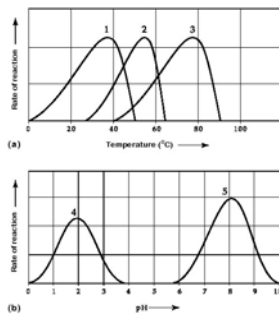 Rate of reaction
1 2 3
0 20 40 60 80 100
(a) Temperature (°C)
Rate of reaction
4 5
0 1 2 3 4 5 6 7 8 9 10
(b) pH